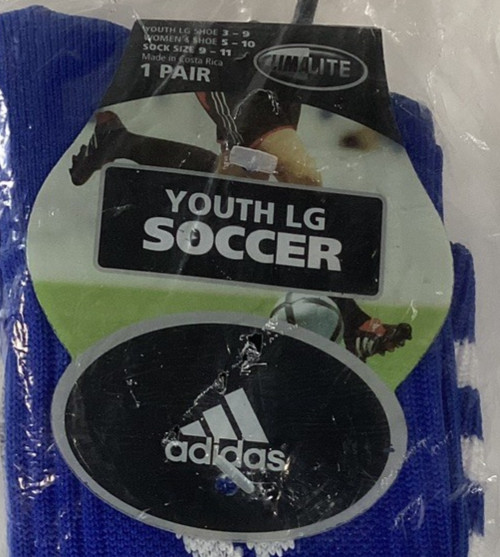 YOUTH LG SHOE 3 - 9
WOMEN'S SHOE 5 - 10
SOCK SIZE 9 - 11
Made in Costa Rica
1 PAIR
CLIMALITE
YOUTH LG
SOCCER
adidas